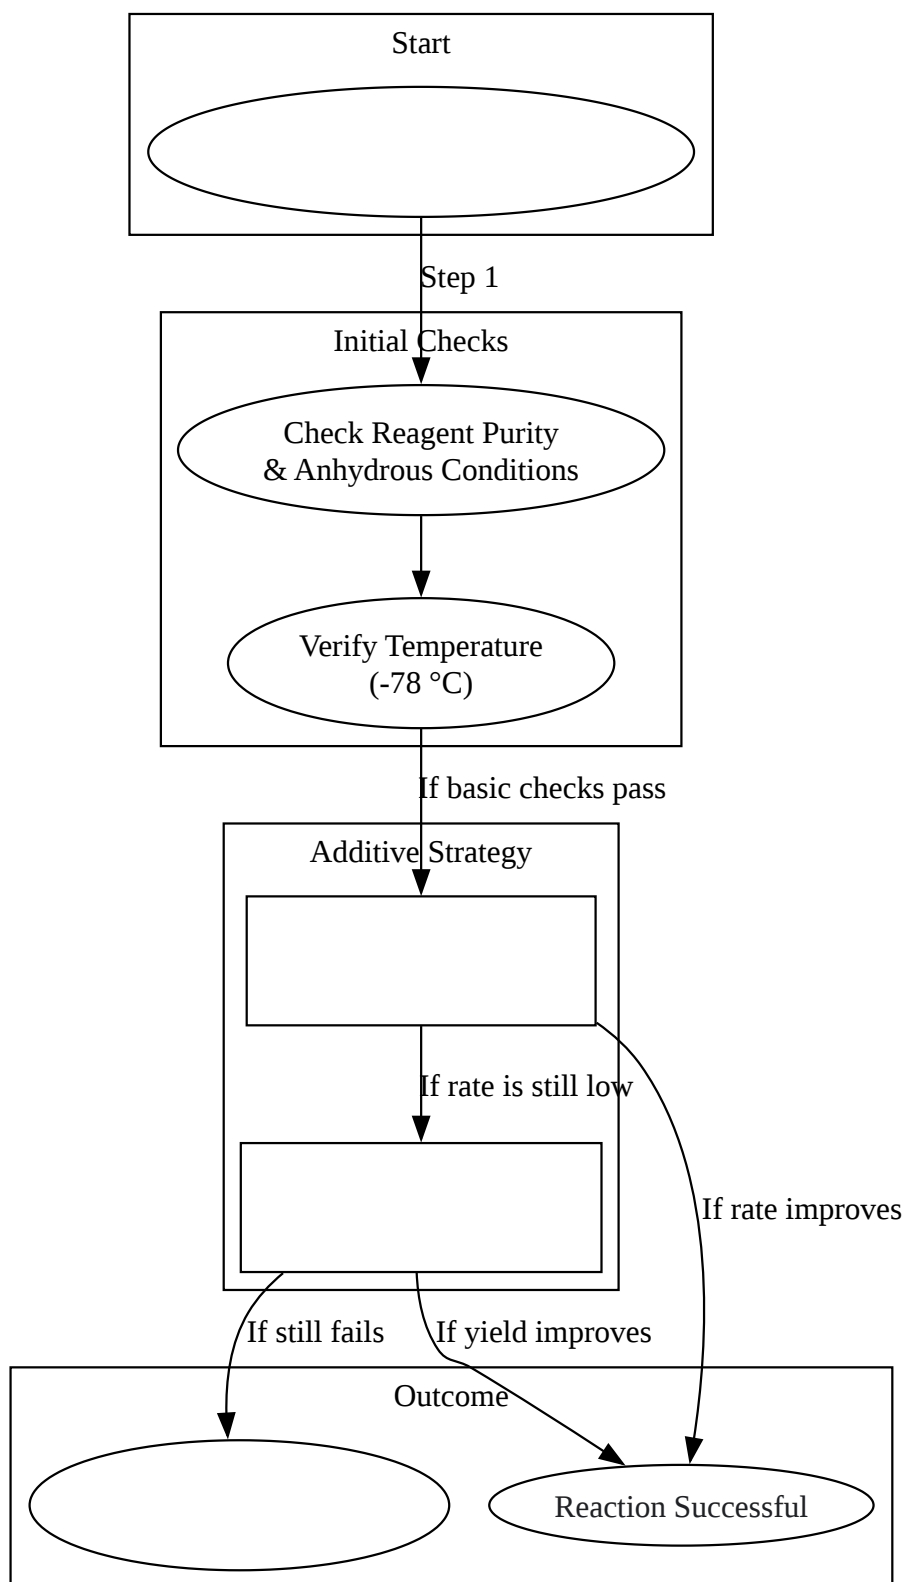 Start
Step 1
Initial Checks
Check Reagent Purity
& Anhydrous Conditions
Verify Temperature
(-78 °C)
If basic checks pass
Additive Strategy
If rate is still low
If rate improves
If still fails
If yield improves
Outcome
Reaction Successful